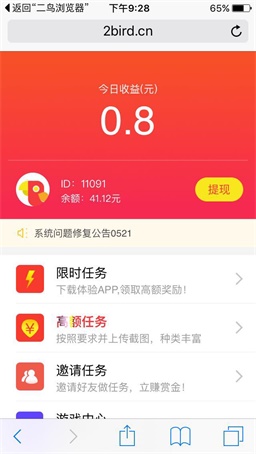 返回“二鸟浏览器” 下午9:28 65%
2bird.cn
今日收益(元)
0.8
ID：11091
余额：41.12元
提现
系统问题修复公告0521
限时任务
下载体验APP,领取高额奖励！
高额任务
按照要求并上传截图，种类丰富
邀请任务
邀请好友做任务，立赚赏金！
游戏中心